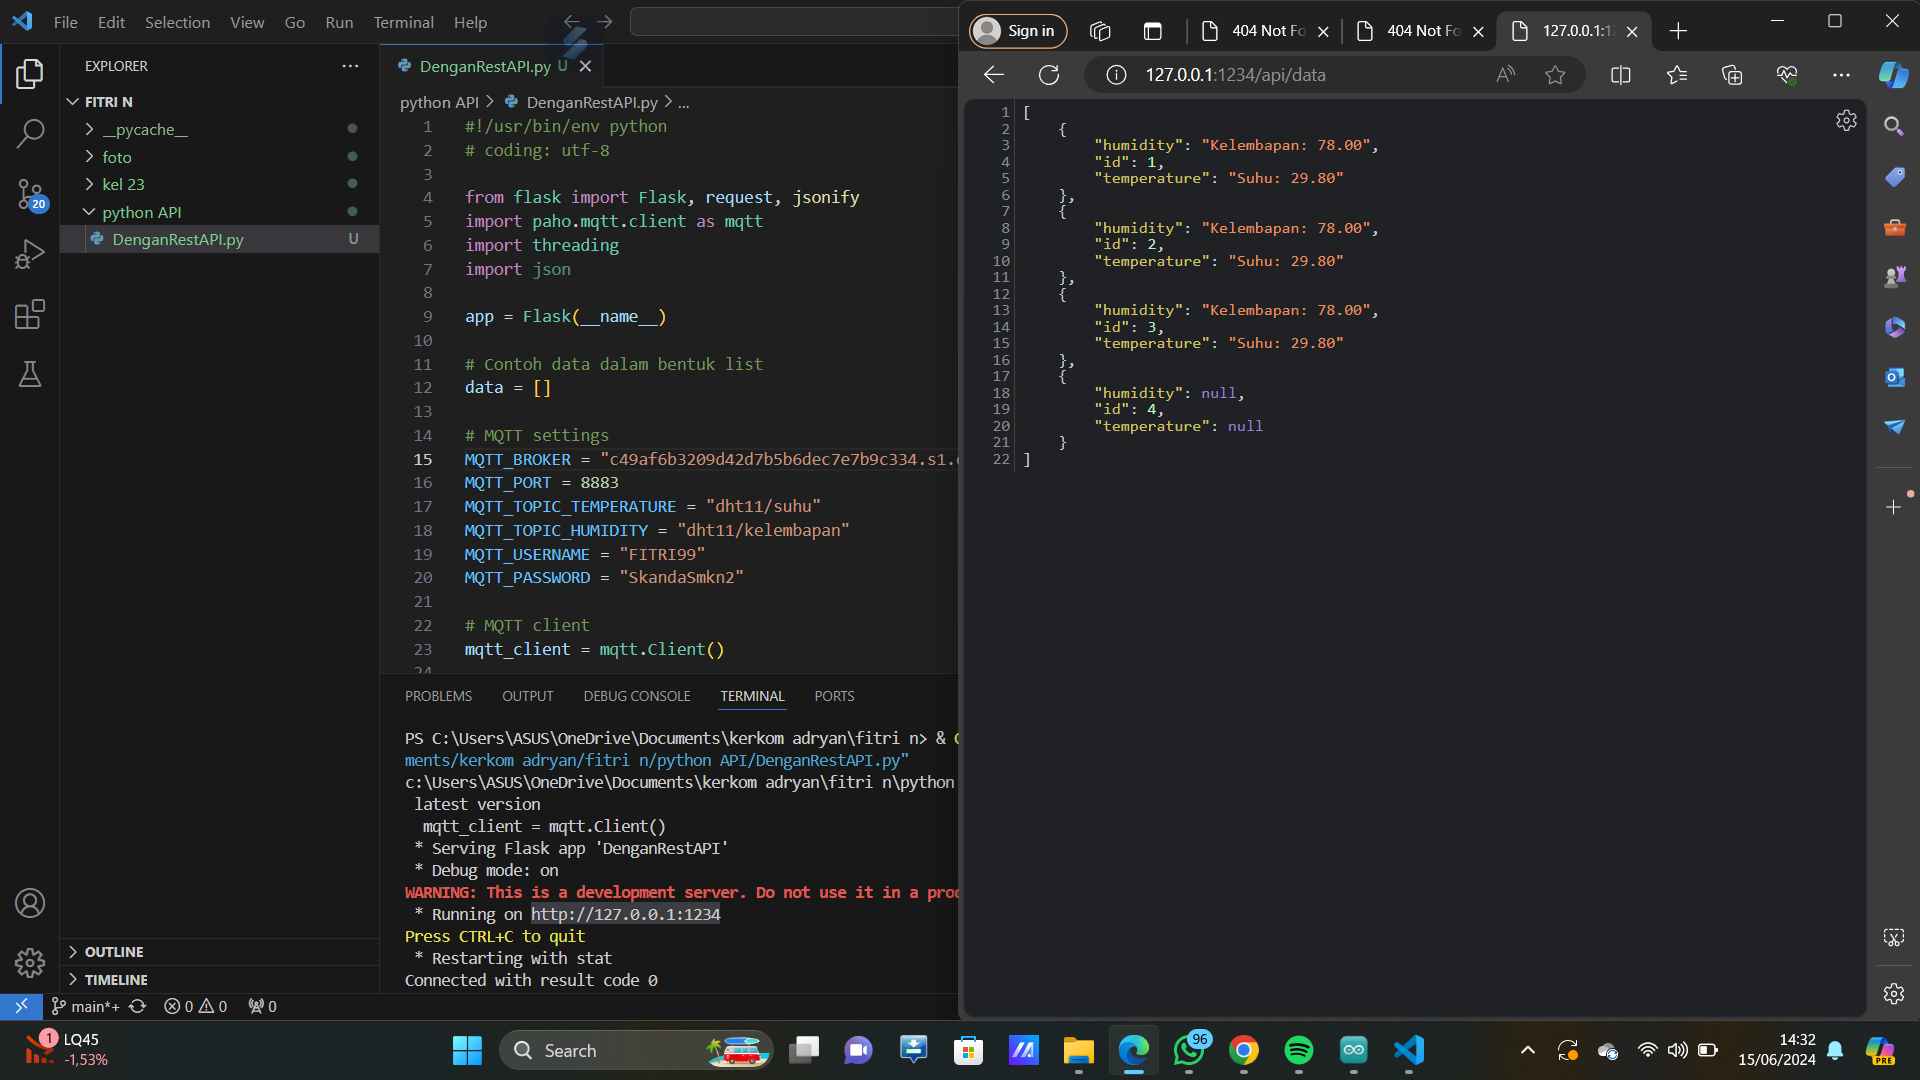 File Edit Selection View Go Run Terminal Help
EXPLORER
FITRI N
__pycache__
foto
kel 23
python API
DenganRestAPI.py U
20
OUTLINE
TIMELINE
DenganRestAPI.py U
python API > DenganRestAPI.py > ...
1 #!/usr/bin/env python
2 # coding: utf-8
3
4 from flask import Flask, request, jsonify
5 import paho.mqtt.client as mqtt
6 import threading
7 import json
8
9 app = Flask(__name__)
10
11 # Contoh data dalam bentuk list
12 data = []
13
14 # MQTT settings
15 MQTT_BROKER = "c49af6b3209d42d7b5b6dec7e7b9c334.s1.
16 MQTT_PORT = 8883
17 MQTT_TOPIC_TEMPERATURE = "dht11/suhu"
18 MQTT_TOPIC_HUMIDITY = "dht11/kelembapan"
19 MQTT_USERNAME = "FITRI99"
20 MQTT_PASSWORD = "SkandaSmkn2"
21
22 # MQTT client
23 mqtt_client = mqtt.Client()
24
PROBLEMS OUTPUT DEBUG CONSOLE TERMINAL PORTS
PS C:\Users\ASUS\OneDrive\Documents\kerkom adryan\fitri n> &
ments/kerkom adryan/fitri n/python API/DenganRestAPI.py"
c:\Users\ASUS\OneDrive\Documents\kerkom adryan\fitri n\python
latest version
mqtt_client = mqtt.Client()
* Serving Flask app 'DenganRestAPI'
* Debug mode: on
WARNING: This is a development server. Do not use it in a pro
* Running on http://127.0.0.1:1234
Press CTRL+C to quit
* Restarting with stat
Connected with result code 0
main*+ 0 0 0
Sign in
404 Not Fo
404 Not Fo
127.0.0.1:1
127.0.0.1:1234/api/data
1 [
2 {
3 "humidity": "Kelembapan: 78.00",
4 "id": 1,
5 "temperature": "Suhu: 29.80"
6 },
7 {
8 "humidity": "Kelembapan: 78.00",
9 "id": 2,
10 "temperature": "Suhu: 29.80"
11 },
12 {
13 "humidity": "Kelembapan: 78.00",
14 "id": 3,
15 "temperature": "Suhu: 29.80"
16 },
17 {
18 "humidity": null,
19 "id": 4,
20 "temperature": null
21 }
22 ]
1
LQ45
-1,53%
Search
96
14:32
15/06/2024
PRE